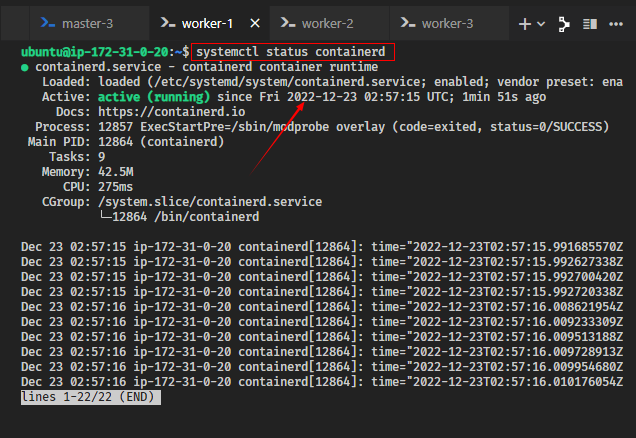 master-3 worker-1 worker-2 worker-3
ubuntu@ip-172-31-0-20:~$ systemctl status containerd
● containerd.service - containerd container runtime
Loaded: loaded (/etc/systemd/system/containerd.service; enabled; vendor preset: ena
Active: active (running) since Fri 2022-12-23 02:57:15 UTC; 1min 51s ago
Docs: https://containerd.io
Process: 12857 ExecStartPre=/sbin/modprobe overlay (code=exited, status=0/SUCCESS)
Main PID: 12864 (containerd)
Tasks: 9
Memory: 42.5M
CPU: 275ms
CGroup: /system.slice/containerd.service
└─12864 /bin/containerd
Dec 23 02:57:15 ip-172-31-0-20 containerd[12864]: time="2022-12-23T02:57:15.991685570Z
Dec 23 02:57:15 ip-172-31-0-20 containerd[12864]: time="2022-12-23T02:57:15.992627338Z
Dec 23 02:57:15 ip-172-31-0-20 containerd[12864]: time="2022-12-23T02:57:15.992700420Z
Dec 23 02:57:15 ip-172-31-0-20 containerd[12864]: time="2022-12-23T02:57:15.992720338Z
Dec 23 02:57:16 ip-172-31-0-20 containerd[12864]: time="2022-12-23T02:57:16.008621954Z
Dec 23 02:57:16 ip-172-31-0-20 containerd[12864]: time="2022-12-23T02:57:16.009233309Z
Dec 23 02:57:16 ip-172-31-0-20 containerd[12864]: time="2022-12-23T02:57:16.009513188Z
Dec 23 02:57:16 ip-172-31-0-20 containerd[12864]: time="2022-12-23T02:57:16.009728913Z
Dec 23 02:57:16 ip-172-31-0-20 containerd[12864]: time="2022-12-23T02:57:16.009954680Z
Dec 23 02:57:16 ip-172-31-0-20 containerd[12864]: time="2022-12-23T02:57:16.010176054Z
lines 1-22/22 (END)